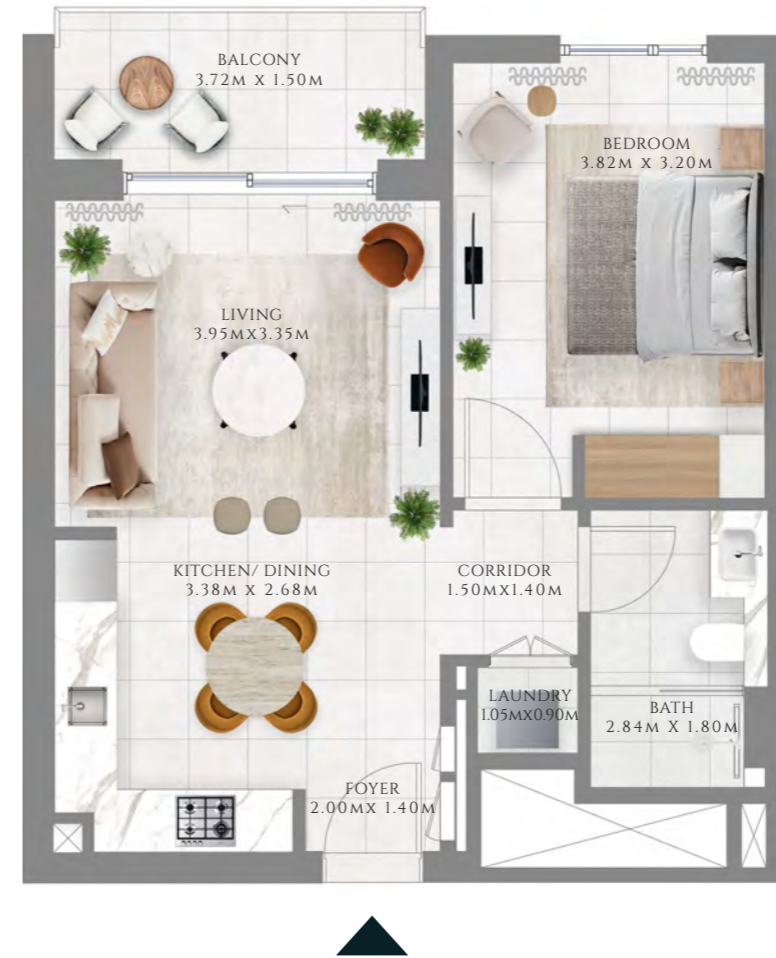 BALCONY
3.72M X 1.50M
BEDROOM
3.82M X 3.20M
LIVING
3.95MX3.35M
KITCHEN/ DINING
3.38M X 2.68M
CORRIDOR
1.50MX1.40M
LAUNDRY
1.05MX0.90M
BATH
2.84M X 1.80M
FOYER
2.00MX 1.40M